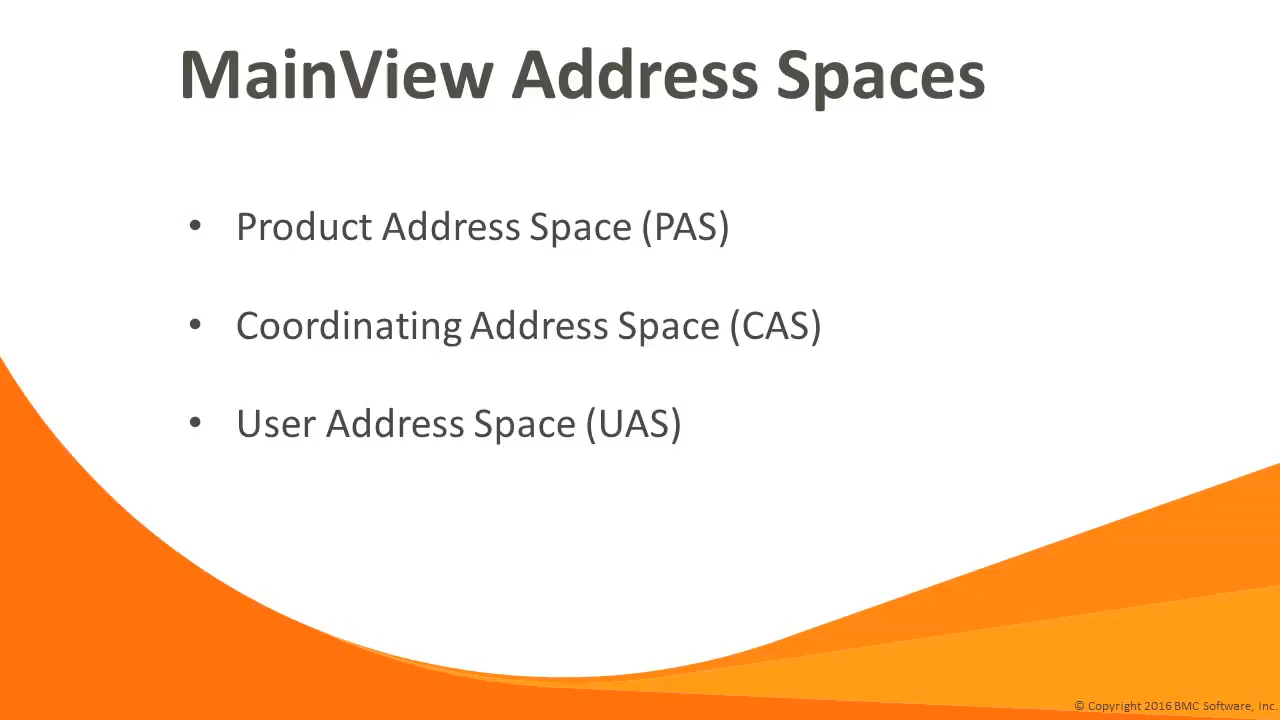 MainView Address Spaces
• Product Address Space (PAS)
• Coordinating Address Space (CAS)
• User Address Space (UAS)
© Copyright 2016 BMC Software, Inc.